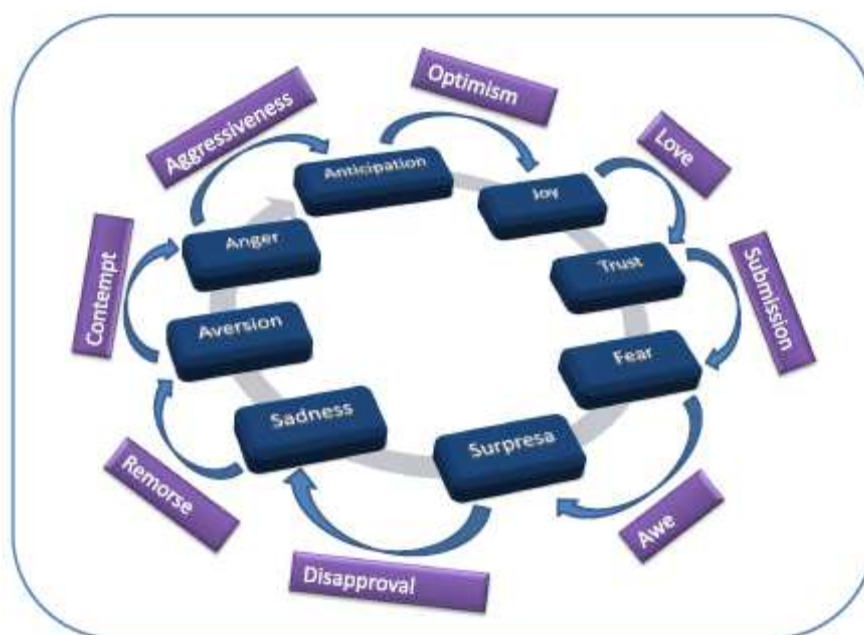 Optimism
Aggressiveness
Anticipation
Love
Joy
Anger
Trust
Submission
Contempt
Aversion
Fear
Sadness
Surpresa
Remorse
Awe
Disapproval